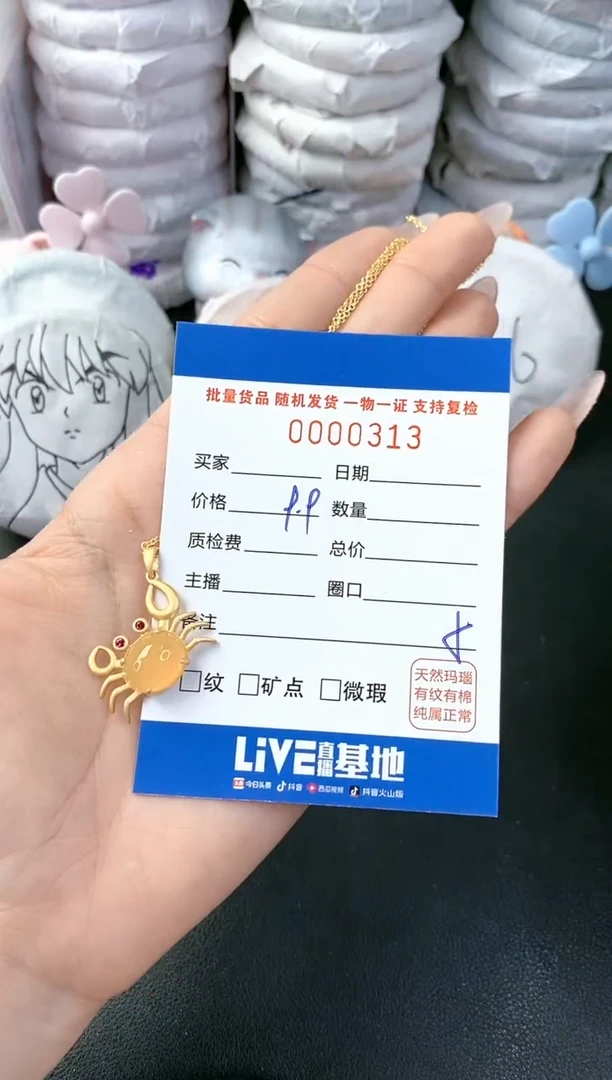 批量货品 随机发货 一物一证 支持复检
0000313
买家 日期
价格 数量
质检费 总价
主播 圈口
备注
纹 矿点 微瑕
天然玛瑙
有纹有棉
纯属正常
LiVE直播基地
今日头条 抖音 西瓜视频 抖音火山版